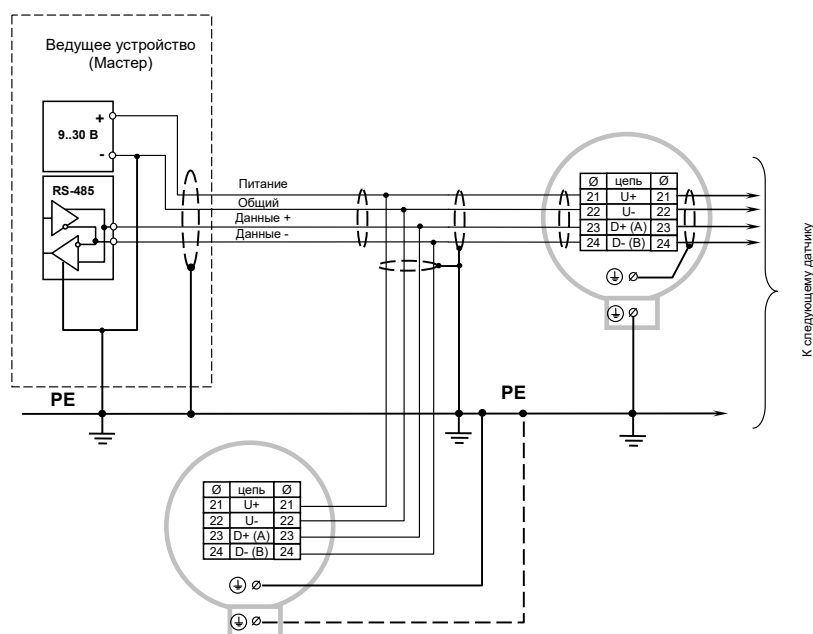 Ведущее устройство
(Мастер)
+
9..30 В
-
RS-485
Питание
Общий
Данные +
Данные -
Ø цепь Ø
21 U+ 21
22 U- 22
23 D+ (A) 23
24 D- (B) 24
К следующему датчику
PE
PE
Ø цепь Ø
21 U+ 21
22 U- 22
23 D+ (A) 23
24 D- (B) 24